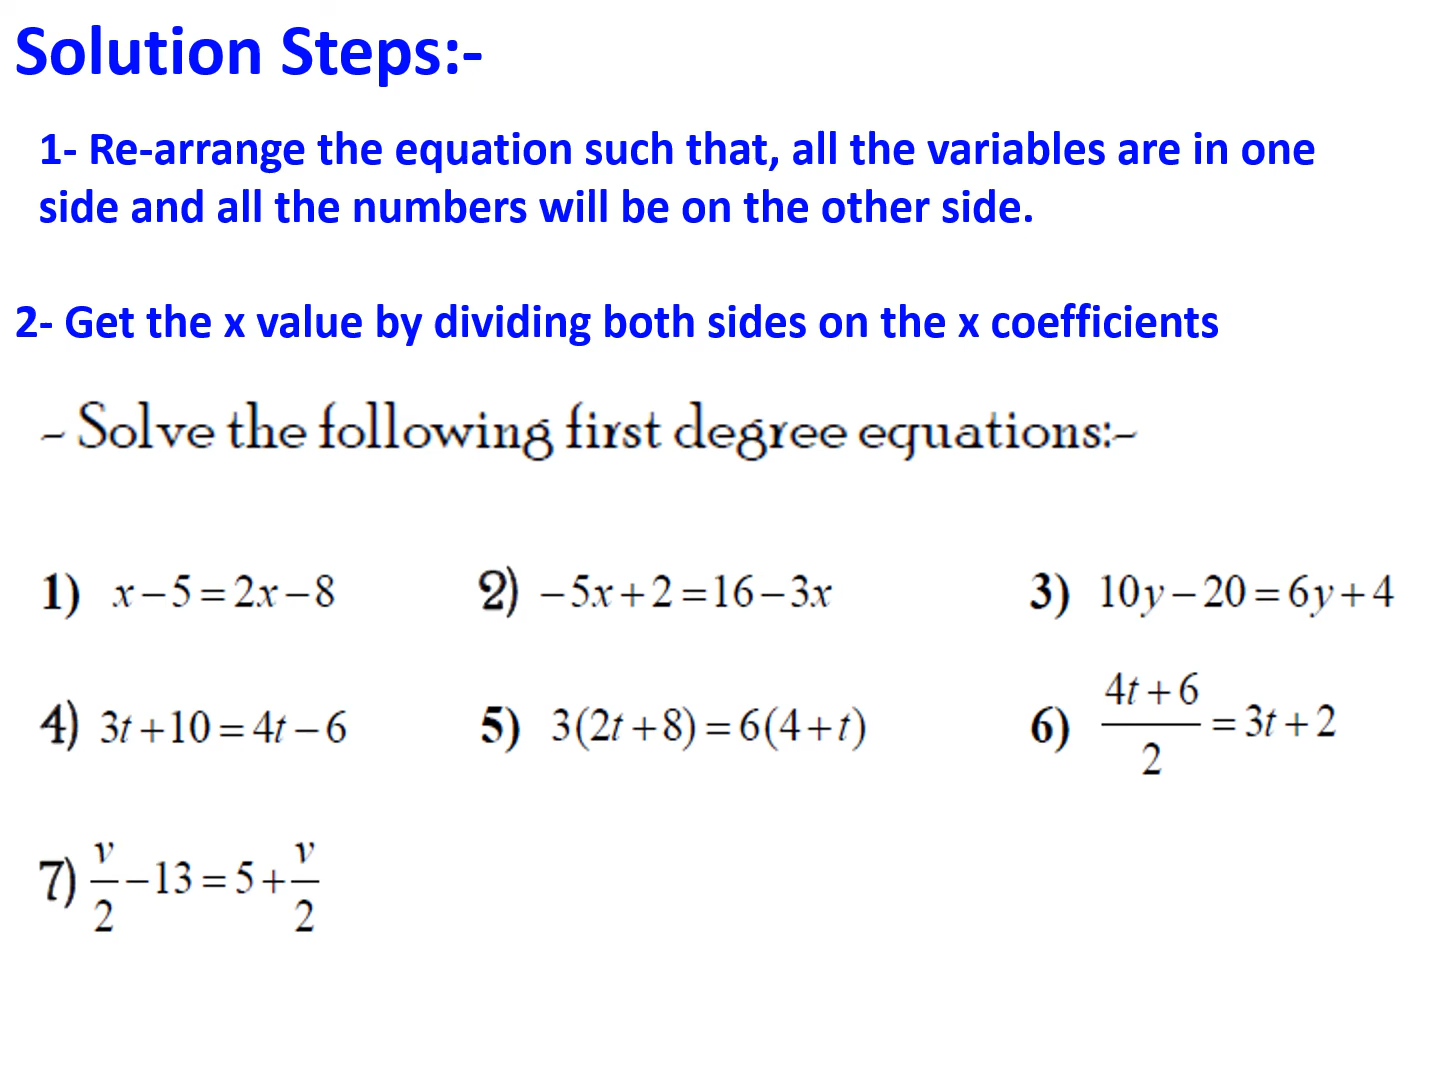 Solution Steps:-
1- Re-arrange the equation such that, all the variables are in one
side and all the numbers will be on the other side.
2- Get the x value by dividing both sides on the x coefficients
- Solve the following first degree equations:-
1) x − 5 = 2x − 8
2) −5x + 2 = 16 − 3x
3) 10y − 20 = 6y + 4
4) 3t + 10 = 4t − 6
5) 3(2t + 8) = 6(4 + t)
6) (4t + 6)/2 = 3t + 2
7) v/2 − 13 = 5 + v/2